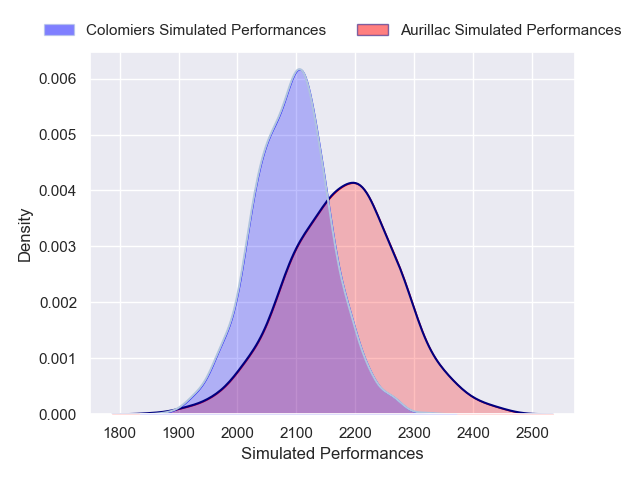 Colomiers Simulated Performances Aurillac Simulated Performances
0.006
0.005
0.004
0.003
0.002
0.001
0.000
Density
1800 1900 2000 2100 2200 2300 2400 2500
Simulated Performances